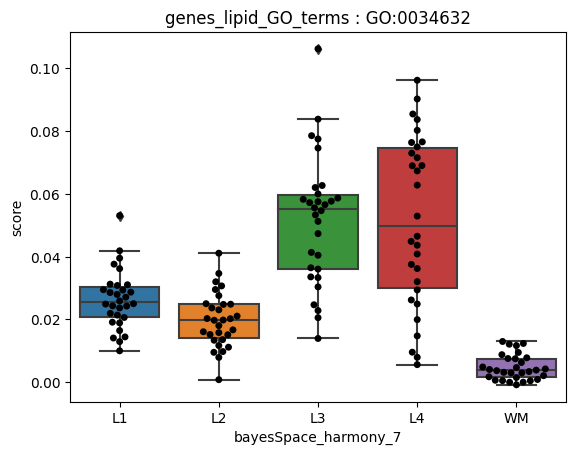 genes_lipid_GO_terms : GO:0034632
0.10
0.08
0.06
0.04
0.02
0.00
score
L1 L2 L3 L4 WM
bayesSpace_harmony_7